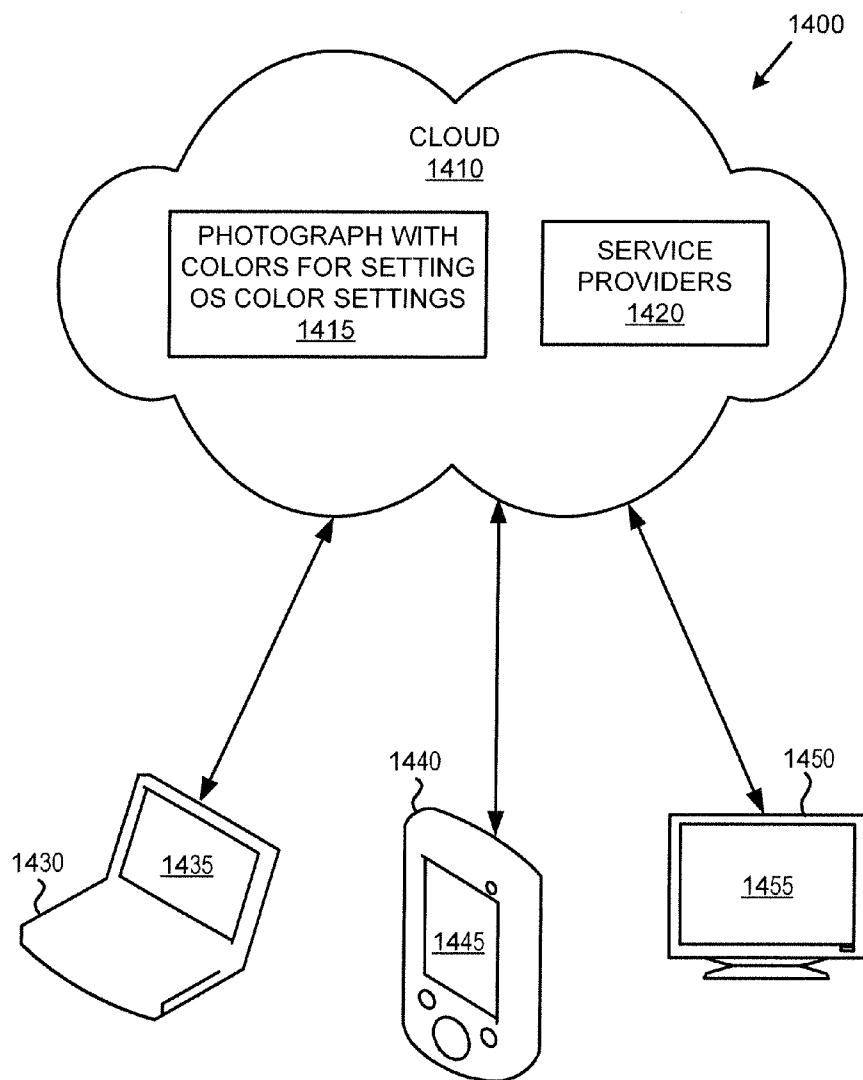 1400
CLOUD
1410
PHOTOGRAPH WITH
COLORS FOR SETTING
OS COLOR SETTINGS
1415
SERVICE
PROVIDERS
1420
1430
1435
1440
1445
1450
1455